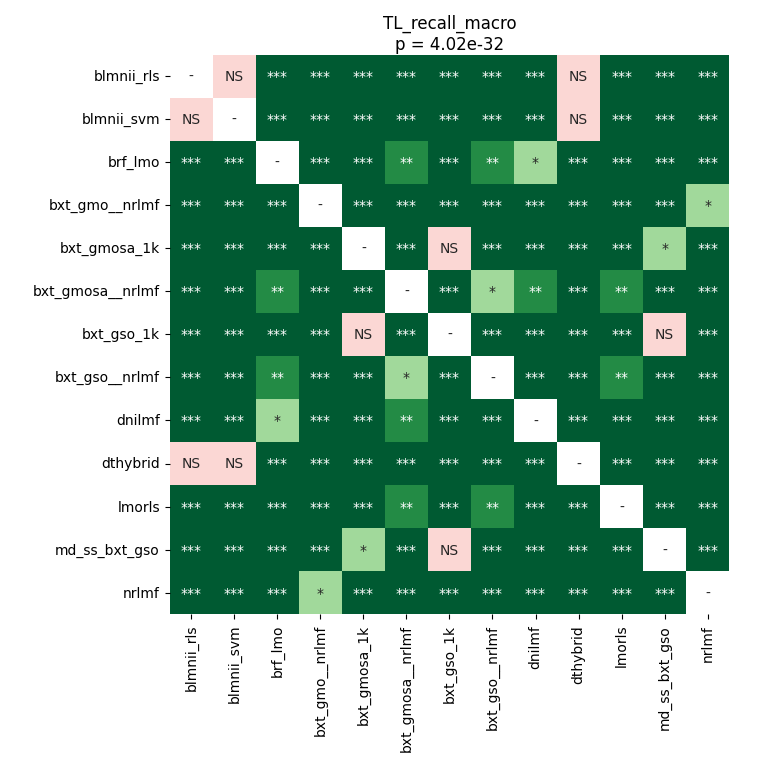 TL_recall_macro
p = 4.02e-32
blmnii_rls - NS *** *** *** *** *** *** *** NS *** *** ***
blmnii_svm NS - *** *** *** *** *** *** *** NS *** *** ***
brf_lmo *** *** - *** *** ** *** ** * *** *** *** ***
bxt_gmo__nrlmf *** *** *** - *** *** *** *** *** *** *** *** *
bxt_gmosa_1k *** *** *** *** - *** NS *** *** *** *** * ***
bxt_gmosa__nrlmf *** *** ** *** *** - *** * ** *** ** *** ***
bxt_gso_1k *** *** *** *** NS *** - *** *** *** *** NS ***
bxt_gso__nrlmf *** *** ** *** *** * *** - *** *** ** *** ***
dnilmf *** *** * *** *** ** *** *** - *** *** *** ***
dthybrid NS NS *** *** *** *** *** *** *** - *** *** ***
lmorls *** *** *** *** *** ** *** ** *** *** - *** ***
md_ss_bxt_gso *** *** *** *** * *** NS *** *** *** *** - ***
nrlmf *** *** *** * *** *** *** *** *** *** *** *** -
blmnii_rls
blmnii_svm
brf_lmo
bxt_gmo__nrlmf
bxt_gmosa_1k
bxt_gmosa__nrlmf
bxt_gso_1k
bxt_gso__nrlmf
dnilmf
dthybrid
lmorls
md_ss_bxt_gso
nrlmf